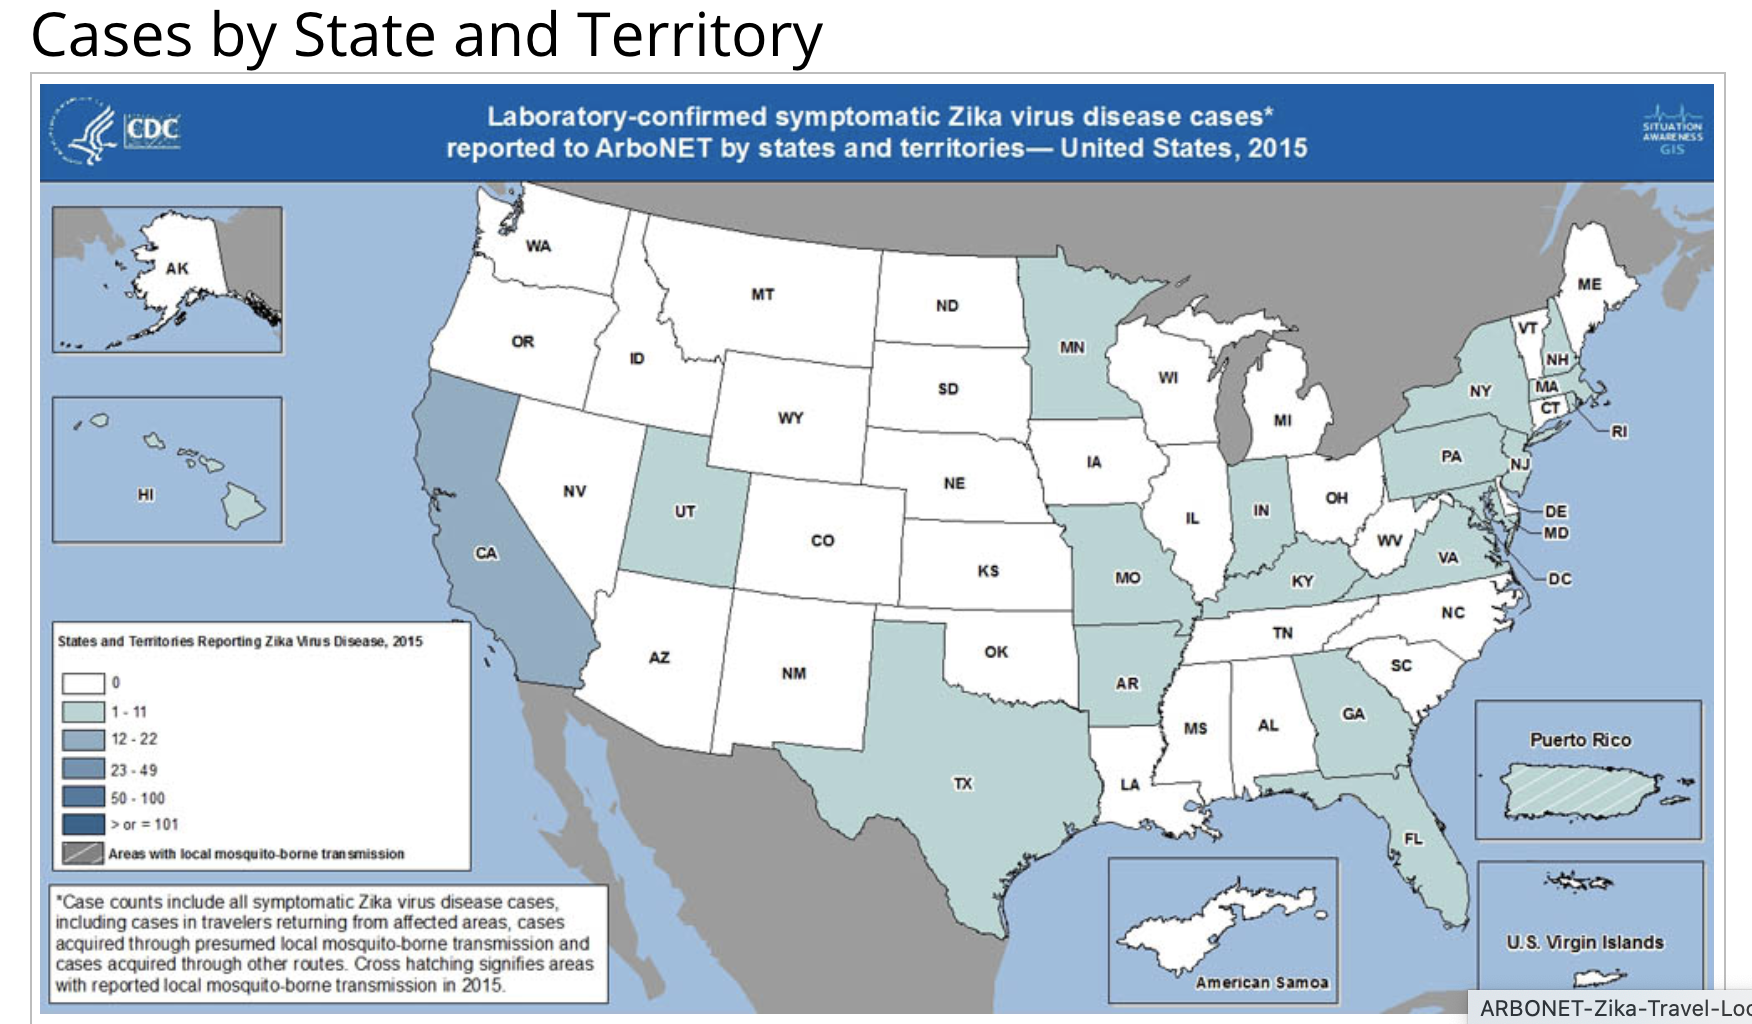 Cases by State and Territory
CDC
Laboratory-confirmed symptomatic Zika virus disease cases*
reported to ArboNET by states and territories— United States, 2015
SITUATION
AWARENESS
GIS
AK
HI
WA
OR
CA
ID
NV
MT
WY
UT
AZ
CO
NM
ND
SD
NE
KS
OK
TX
MN
IA
MO
AR
LA
WI
IL
MS
MI
IN
KY
TN
AL
OH
WV
VA
NC
SC
GA
FL
PA
NY
NJ
VT
NH
MA
CT
ME
RI
DE
MD
DC
States and Territories Reporting Zika Virus Disease, 2015
0
1 - 11
12 - 22
23 - 49
50 - 100
> or = 101
Areas with local mosquito-borne transmission
*Case counts include all symptomatic Zika virus disease cases,
including cases in travelers returning from affected areas, cases
acquired through presumed local mosquito-borne transmission and
cases acquired through other routes. Cross hatching signifies areas
with reported local mosquito-borne transmission in 2015.
Puerto Rico
American Samoa
U.S. Virgin Islands
ARBONET-Zika-Travel-Loc